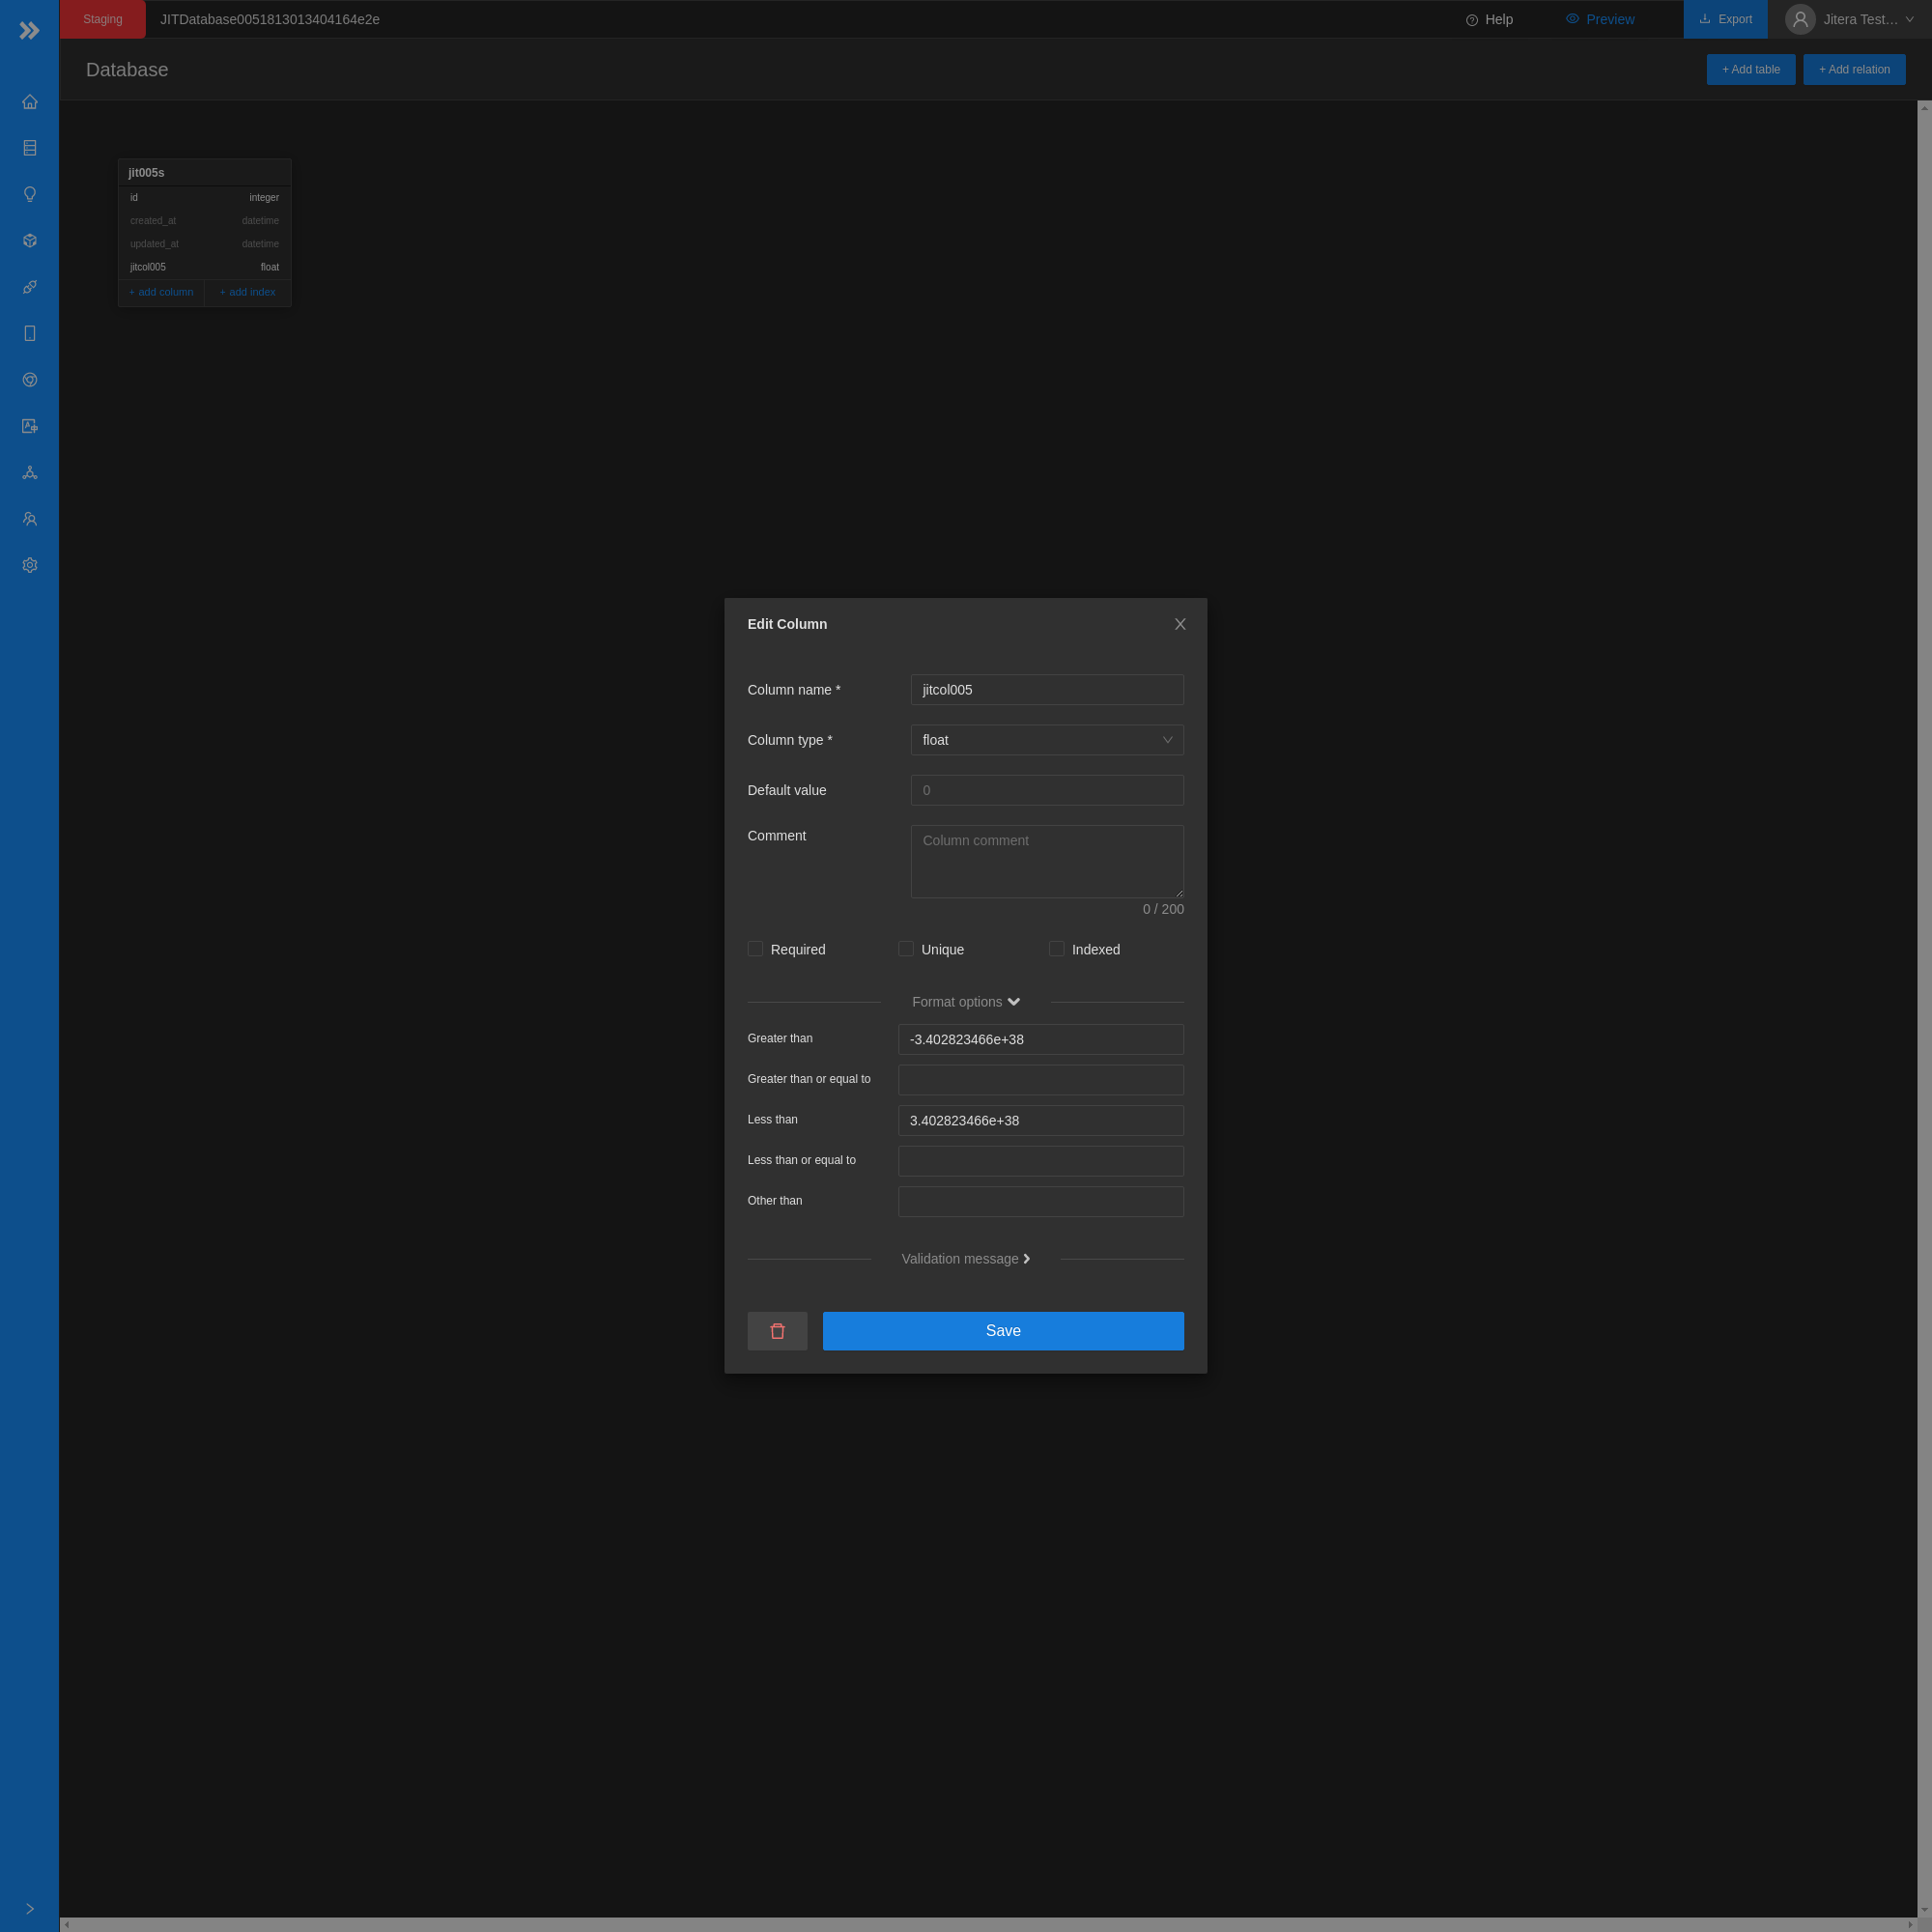 Staging
JITDatabase0051813013404164e2e
Help
Preview
Export
Jitera Test...
Database
+ Add table
+ Add relation
jit005s
id integer
created_at datetime
updated_at datetime
jitcol005 float
+ add column + add index
Edit Column
Column name * jitcol005
Column type * float
Default value 0
Comment Column comment
0 / 200
Required Unique Indexed
Format options
Greater than -3.402823466e+38
Greater than or equal to
Less than 3.402823466e+38
Less than or equal to
Other than
Validation message
Save